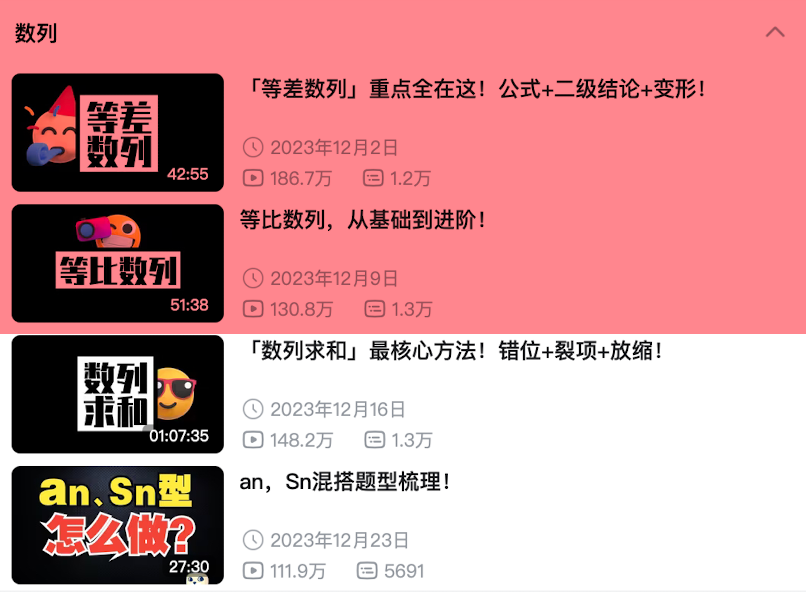 数列
等差
数列
42:55
「等差数列」重点全在这！公式+二级结论+变形！
2023年12月2日
186.7万 1.2万
等比数列
51:38
等比数列，从基础到进阶！
2023年12月9日
130.8万 1.3万
数列
求和
01:07:35
「数列求和」最核心方法！错位+裂项+放缩！
2023年12月16日
148.2万 1.3万
an、Sn型
怎么做?
27:30
an，Sn混搭题型梳理！
2023年12月23日
111.9万 5691